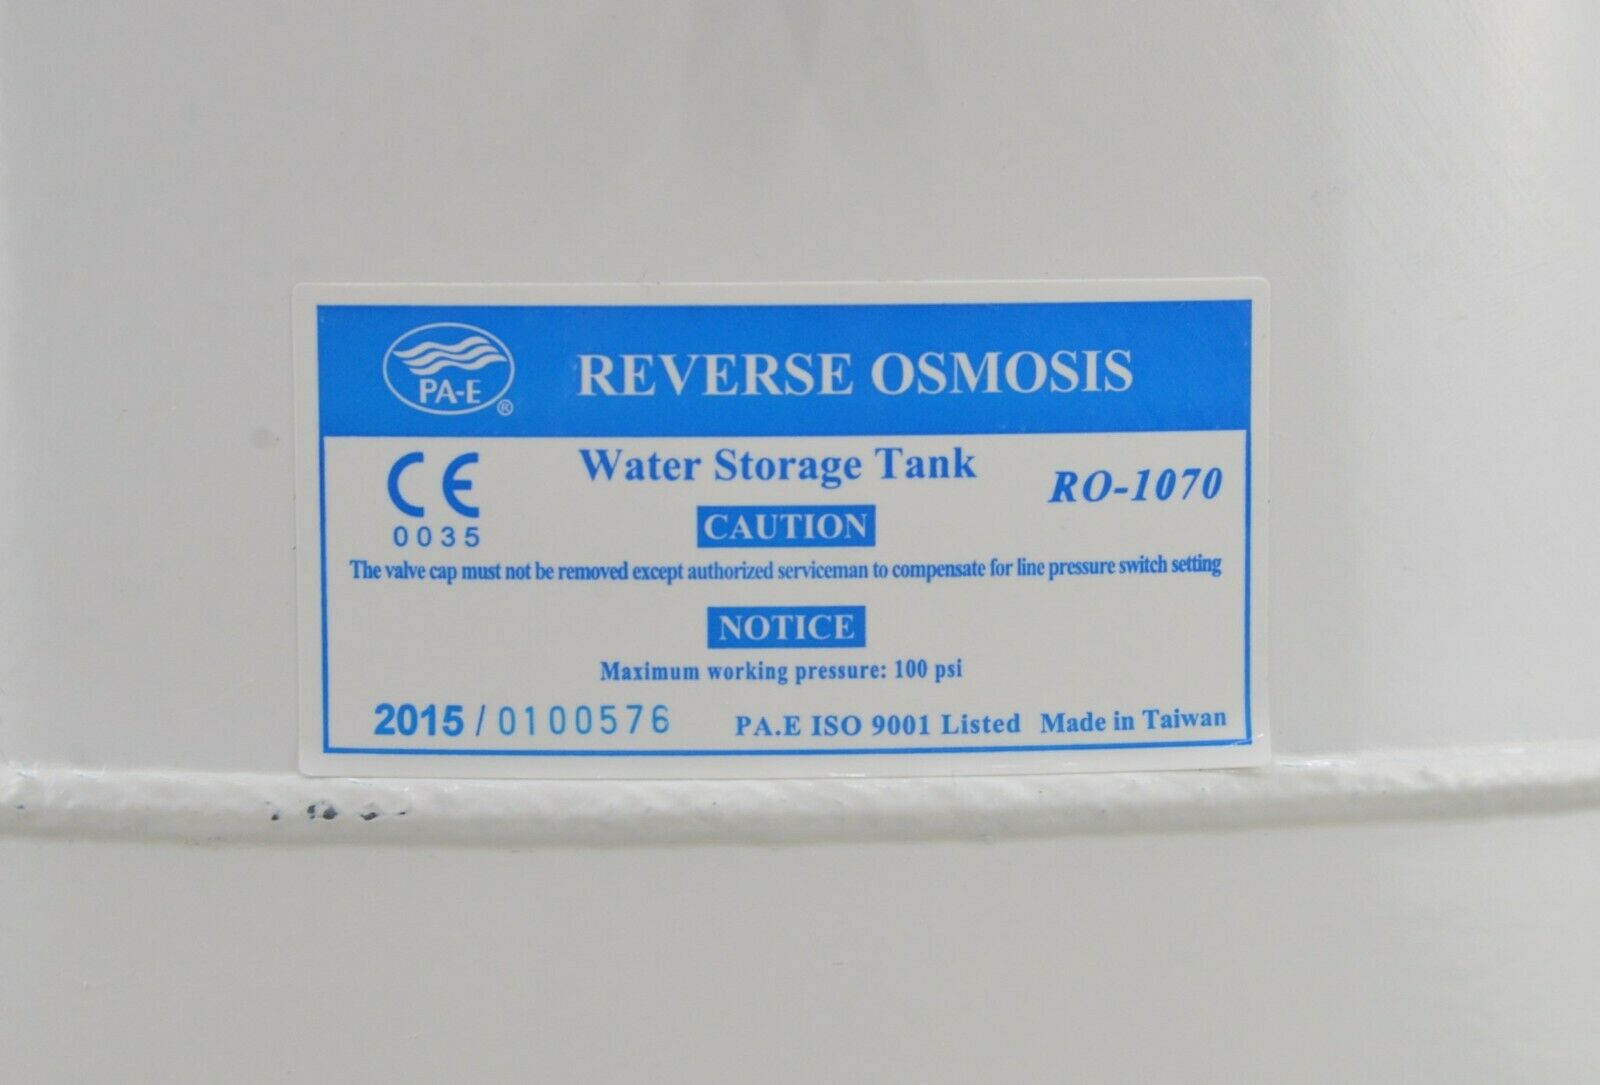 PA-E ®
REVERSE OSMOSIS
CE
0035
Water Storage Tank
RO-1070
CAUTION
The valve cap must not be removed except authorized serviceman to compensate for line pressure switch setting
NOTICE
Maximum working pressure: 100 psi
2015 / 0100576
PA.E ISO 9001 Listed Made in Taiwan